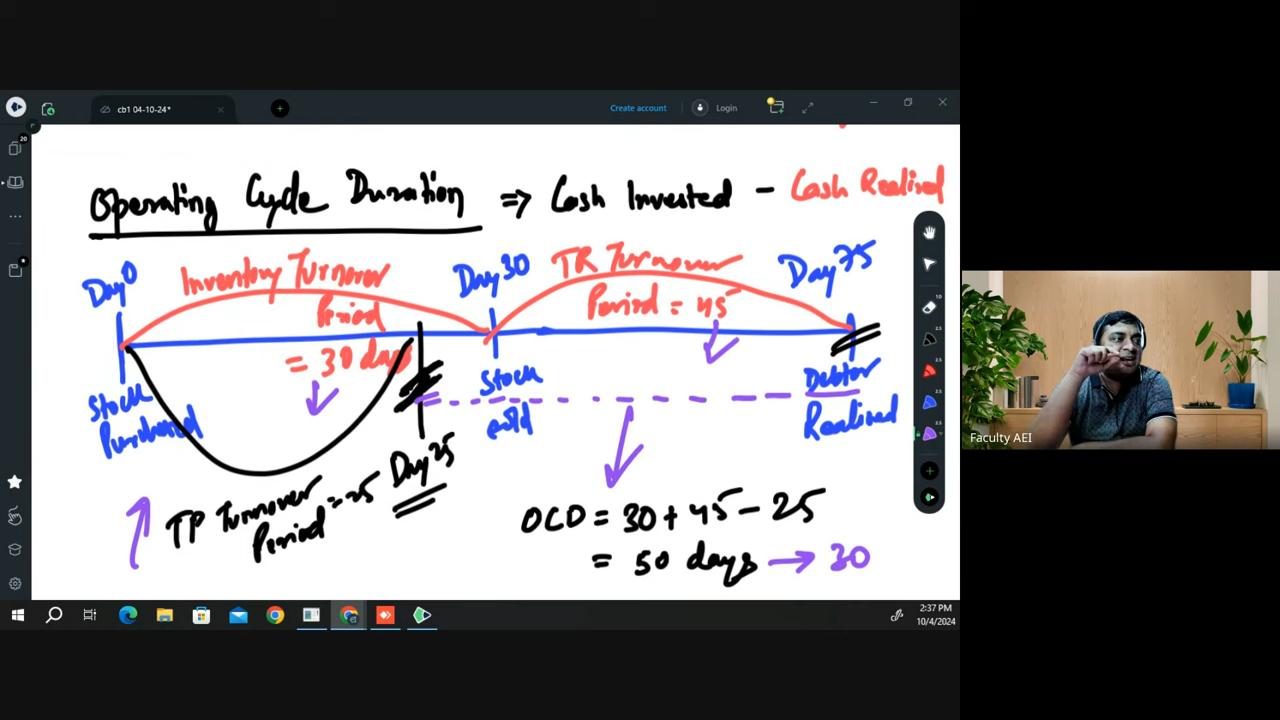 cb1 04-10-24*
Create account
Login
20
Operating Cycle Duration ⇒ Cash Invested - Cash Realised
Day 0
Inventory Turnover
Period
= 30 days
Day 30
TR Turnover
Period = 45
Day 75
Stock
Purchased
Stock
sold
Debtor
Realised
TP Turnover
Period = 25
Day 25
OCD = 30 + 45 - 25
= 50 days → 30
Faculty AEI
2:37 PM
10/4/2024